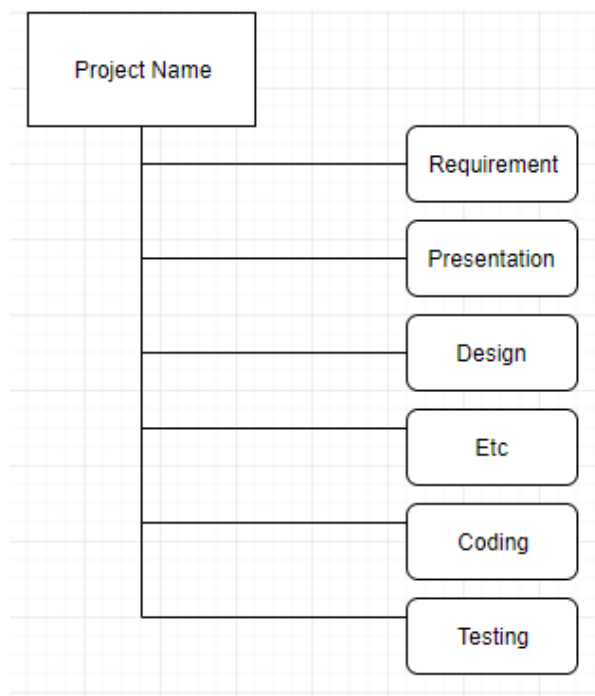 Project Name
Requirement
Presentation
Design
Etc
Coding
Testing